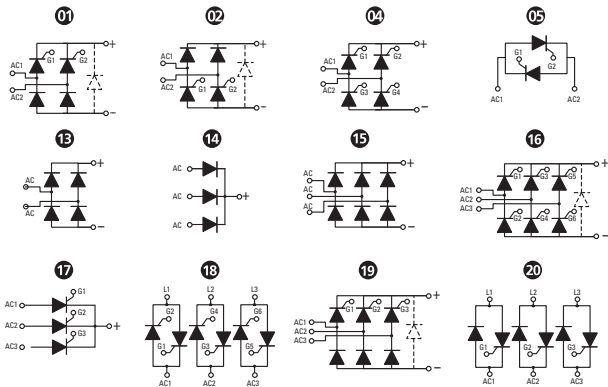 01 02 04 05
AC1 G1 G2 + AC2 −
AC1 G1 G2 + AC2 −
AC1 G1 G2 + AC2 G3 G4 −
G1 G2 AC1 AC2
13 14 15 16
AC AC + −
AC AC AC +
AC AC AC + −
AC1 AC2 AC3 G1 G3 G5 G2 G4 G6 + −
17 18 19 20
AC1 AC2 AC3 G1 G2 G3 +
L1 L2 L3 G2 G4 G6 G1 G3 G5 AC1 AC2 AC3
AC1 AC2 AC3 G1 G2 G3 + −
L1 L2 L3 G1 G2 G3 AC1 AC2 AC3